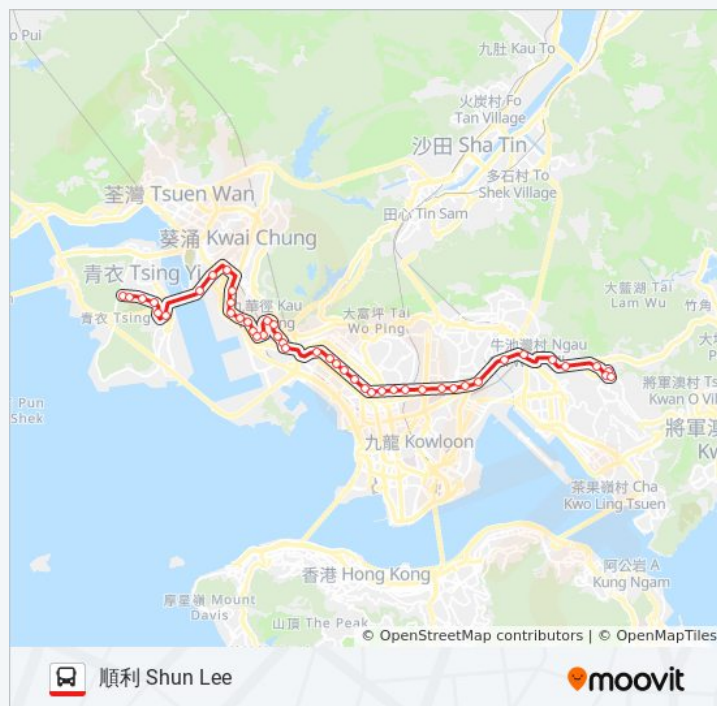 o Pui
九肚 Kau To
火炭村 Fo
Tan Village
沙田 Sha Tin
多石村 To
Shek Village
荃灣 Tsuen Wan
田心 Tin Sam
葵涌 Kwai Chung
青衣 Tsing Yi
大藍湖 Tai
Lam Wu
竹角
九華徑 Kau
大富坪 Tai
Wo Ping
青衣 Tsing
牛池灣村 Ngau
將軍澳村 Ts
Kwan O Vil
i Pun
Shek
將軍澳
Kw
九龍 Kowloon
茶果嶺村 Cha
Kwo Ling Tsuen
香港 Hong Kong
阿公岩 A
Kung Ngam
摩星嶺 Mount
Davis
山頂 The Peak
© OpenStreetMap contributors | © OpenMapTiles
順利 Shun Lee
moovit